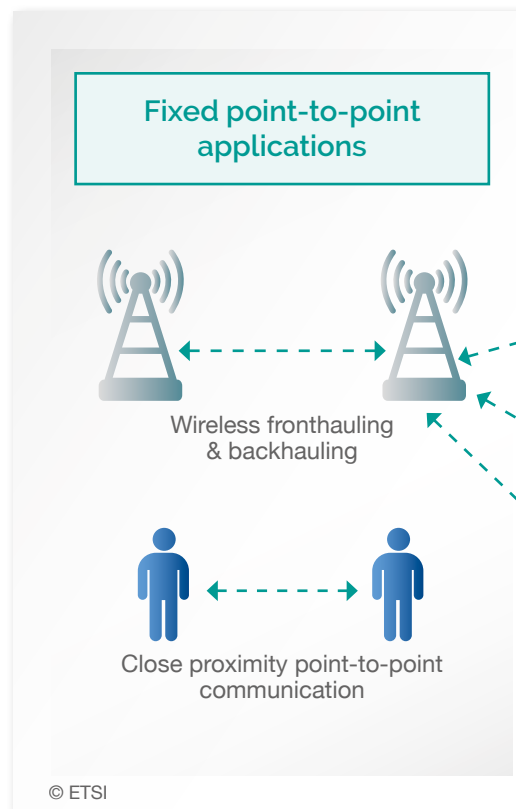 Fixed point-to-point
applications
Wireless fronthauling
& backhauling
Close proximity point-to-point
communication
© ETSI